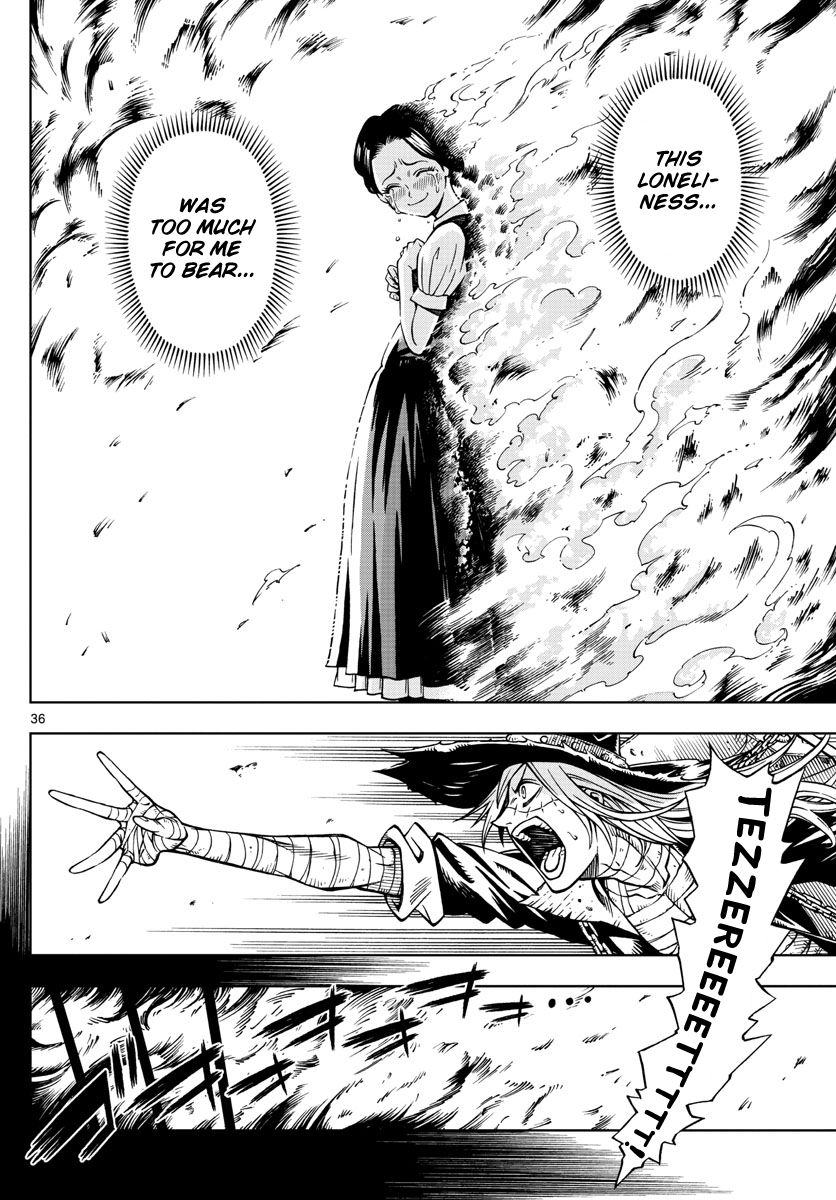 THIS
LONELI-
NESS...
WAS
TOO MUCH
FOR ME
TO BEAR...
36
TEZZEREEEETTTTT!!